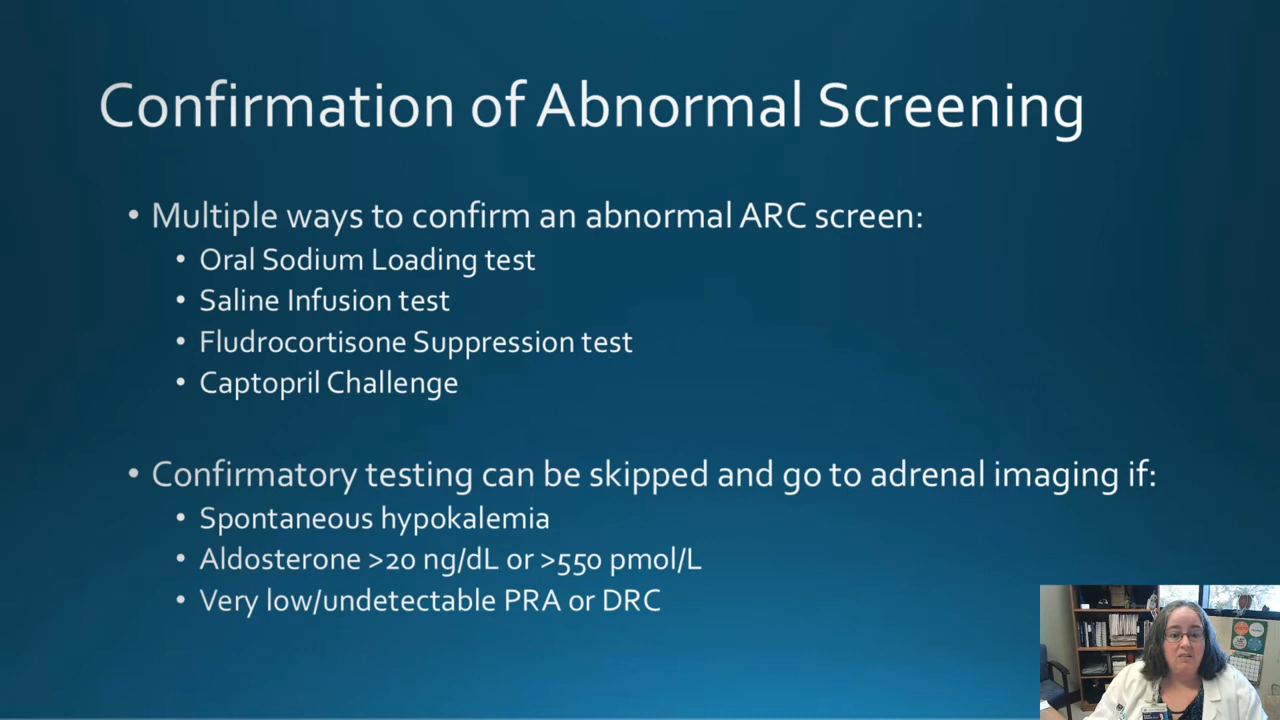 Confirmation of Abnormal Screening
• Multiple ways to confirm an abnormal ARC screen:
• Oral Sodium Loading test
• Saline Infusion test
• Fludrocortisone Suppression test
• Captopril Challenge
• Confirmatory testing can be skipped and go to adrenal imaging if:
• Spontaneous hypokalemia
• Aldosterone >20 ng/dL or >550 pmol/L
• Very low/undetectable PRA or DRC